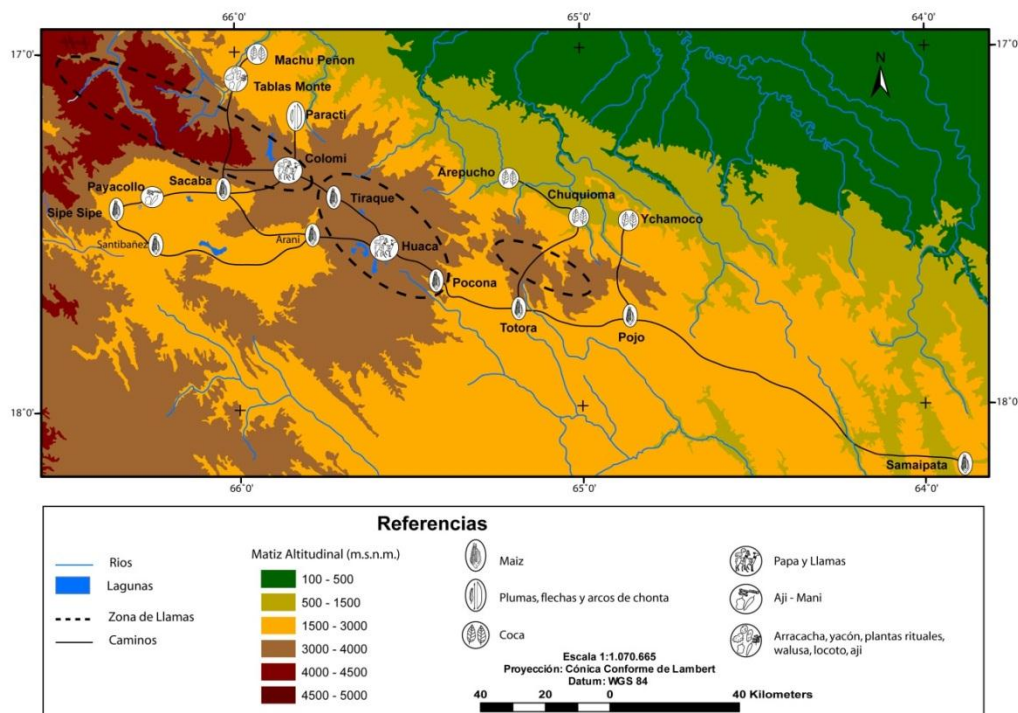 66˚0' 65˚0' 64˚0'
17˚0' 17˚0'
N
Machu Peñon
Tablas Monte
Paracti
Colomi
Arepucho
Chuquioma
Payacollo Sacaba Tiraque Ychamoco
Sipe Sipe
Santibañez Arani Huaca
Pocona
Totora
Pojo
18˚0' 18˚0'
Samaipata
66˚0' 65˚0' 64˚0'
Referencias
Rios
Lagunas
Zona de Llamas
Caminos
Matiz Altitudinal (m.s.n.m.)
100 - 500
500 - 1500
1500 - 3000
3000 - 4000
4000 - 4500
4500 - 5000
Maiz
Plumas, flechas y arcos de chonta
Coca
Papa y Llamas
Aji - Mani
Arracacha, yacón, plantas rituales,
walusa, locoto, aji
Escala 1:1.070.665
Proyección: Cónica Conforme de Lambert
Datum: WGS 84
40 20 0 40 Kilometers